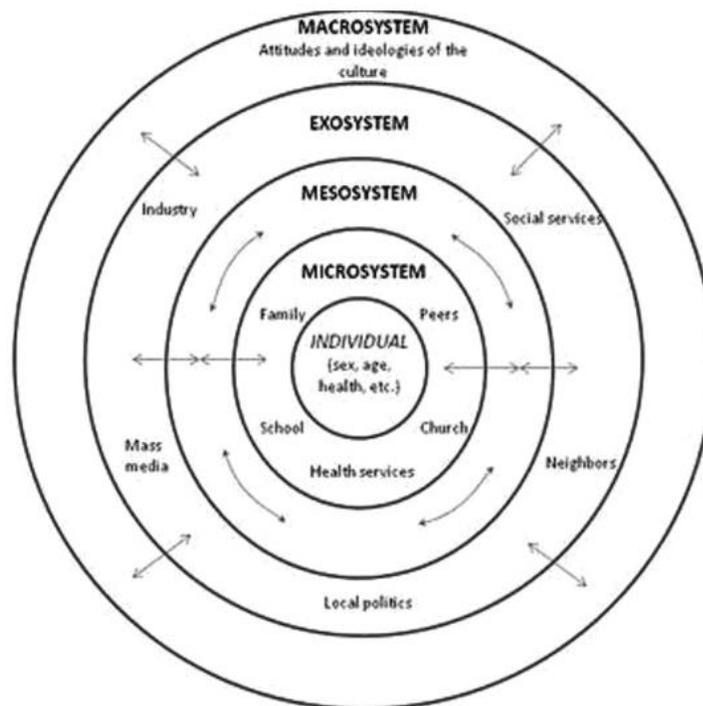 MACROSYSTEM
Attitudes and ideologies of the
culture
EXOSYSTEM
MESOSYSTEM
Industry
Social services
MICROSYSTEM
Family
Peers
INDIVIDUAL
(sex, age,
health, etc.)
School
Church
Mass
media
Neighbors
Health services
Local politics